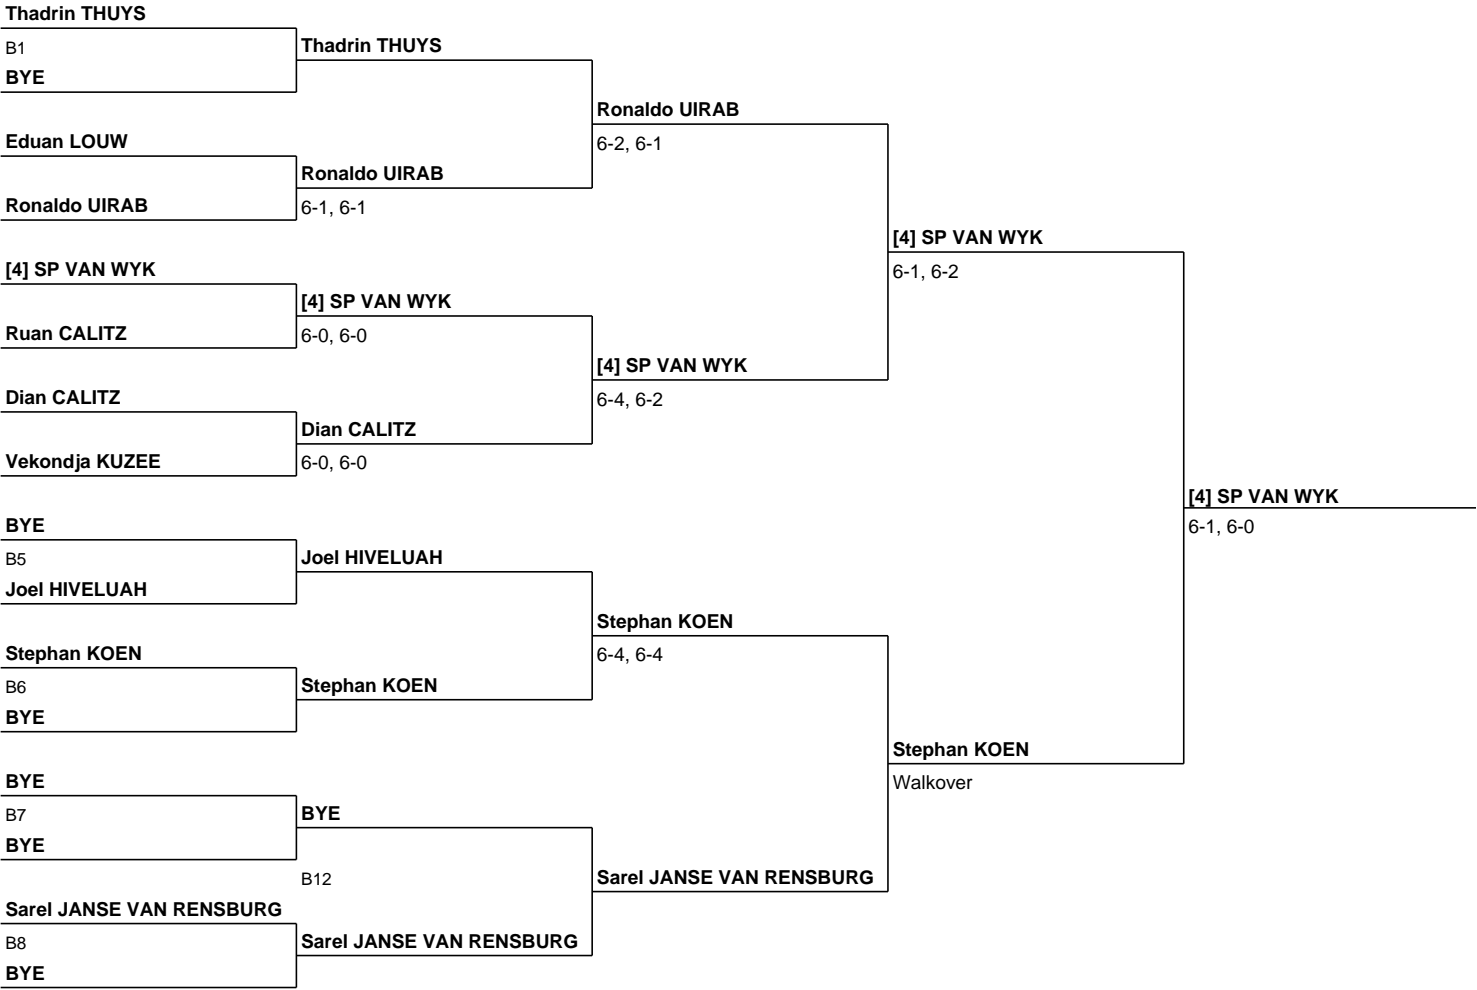 Thadrin THUYS
B1
BYE
Thadrin THUYS
Eduan LOUW
Ronaldo UIRAB
Ronaldo UIRAB
6-1, 6-1
Ronaldo UIRAB
6-2, 6-1
[4] SP VAN WYK
Ruan CALITZ
[4] SP VAN WYK
6-0, 6-0
Dian CALITZ
Vekondja KUZEE
Dian CALITZ
6-0, 6-0
[4] SP VAN WYK
6-4, 6-2
[4] SP VAN WYK
6-1, 6-2
BYE
B5
Joel HIVELUAH
Joel HIVELUAH
Stephan KOEN
B6
BYE
Stephan KOEN
Stephan KOEN
6-4, 6-4
BYE
B7
BYE
BYE
B12
Sarel JANSE VAN RENSBURG
B8
BYE
Sarel JANSE VAN RENSBURG
Sarel JANSE VAN RENSBURG
Stephan KOEN
Walkover
[4] SP VAN WYK
6-1, 6-0